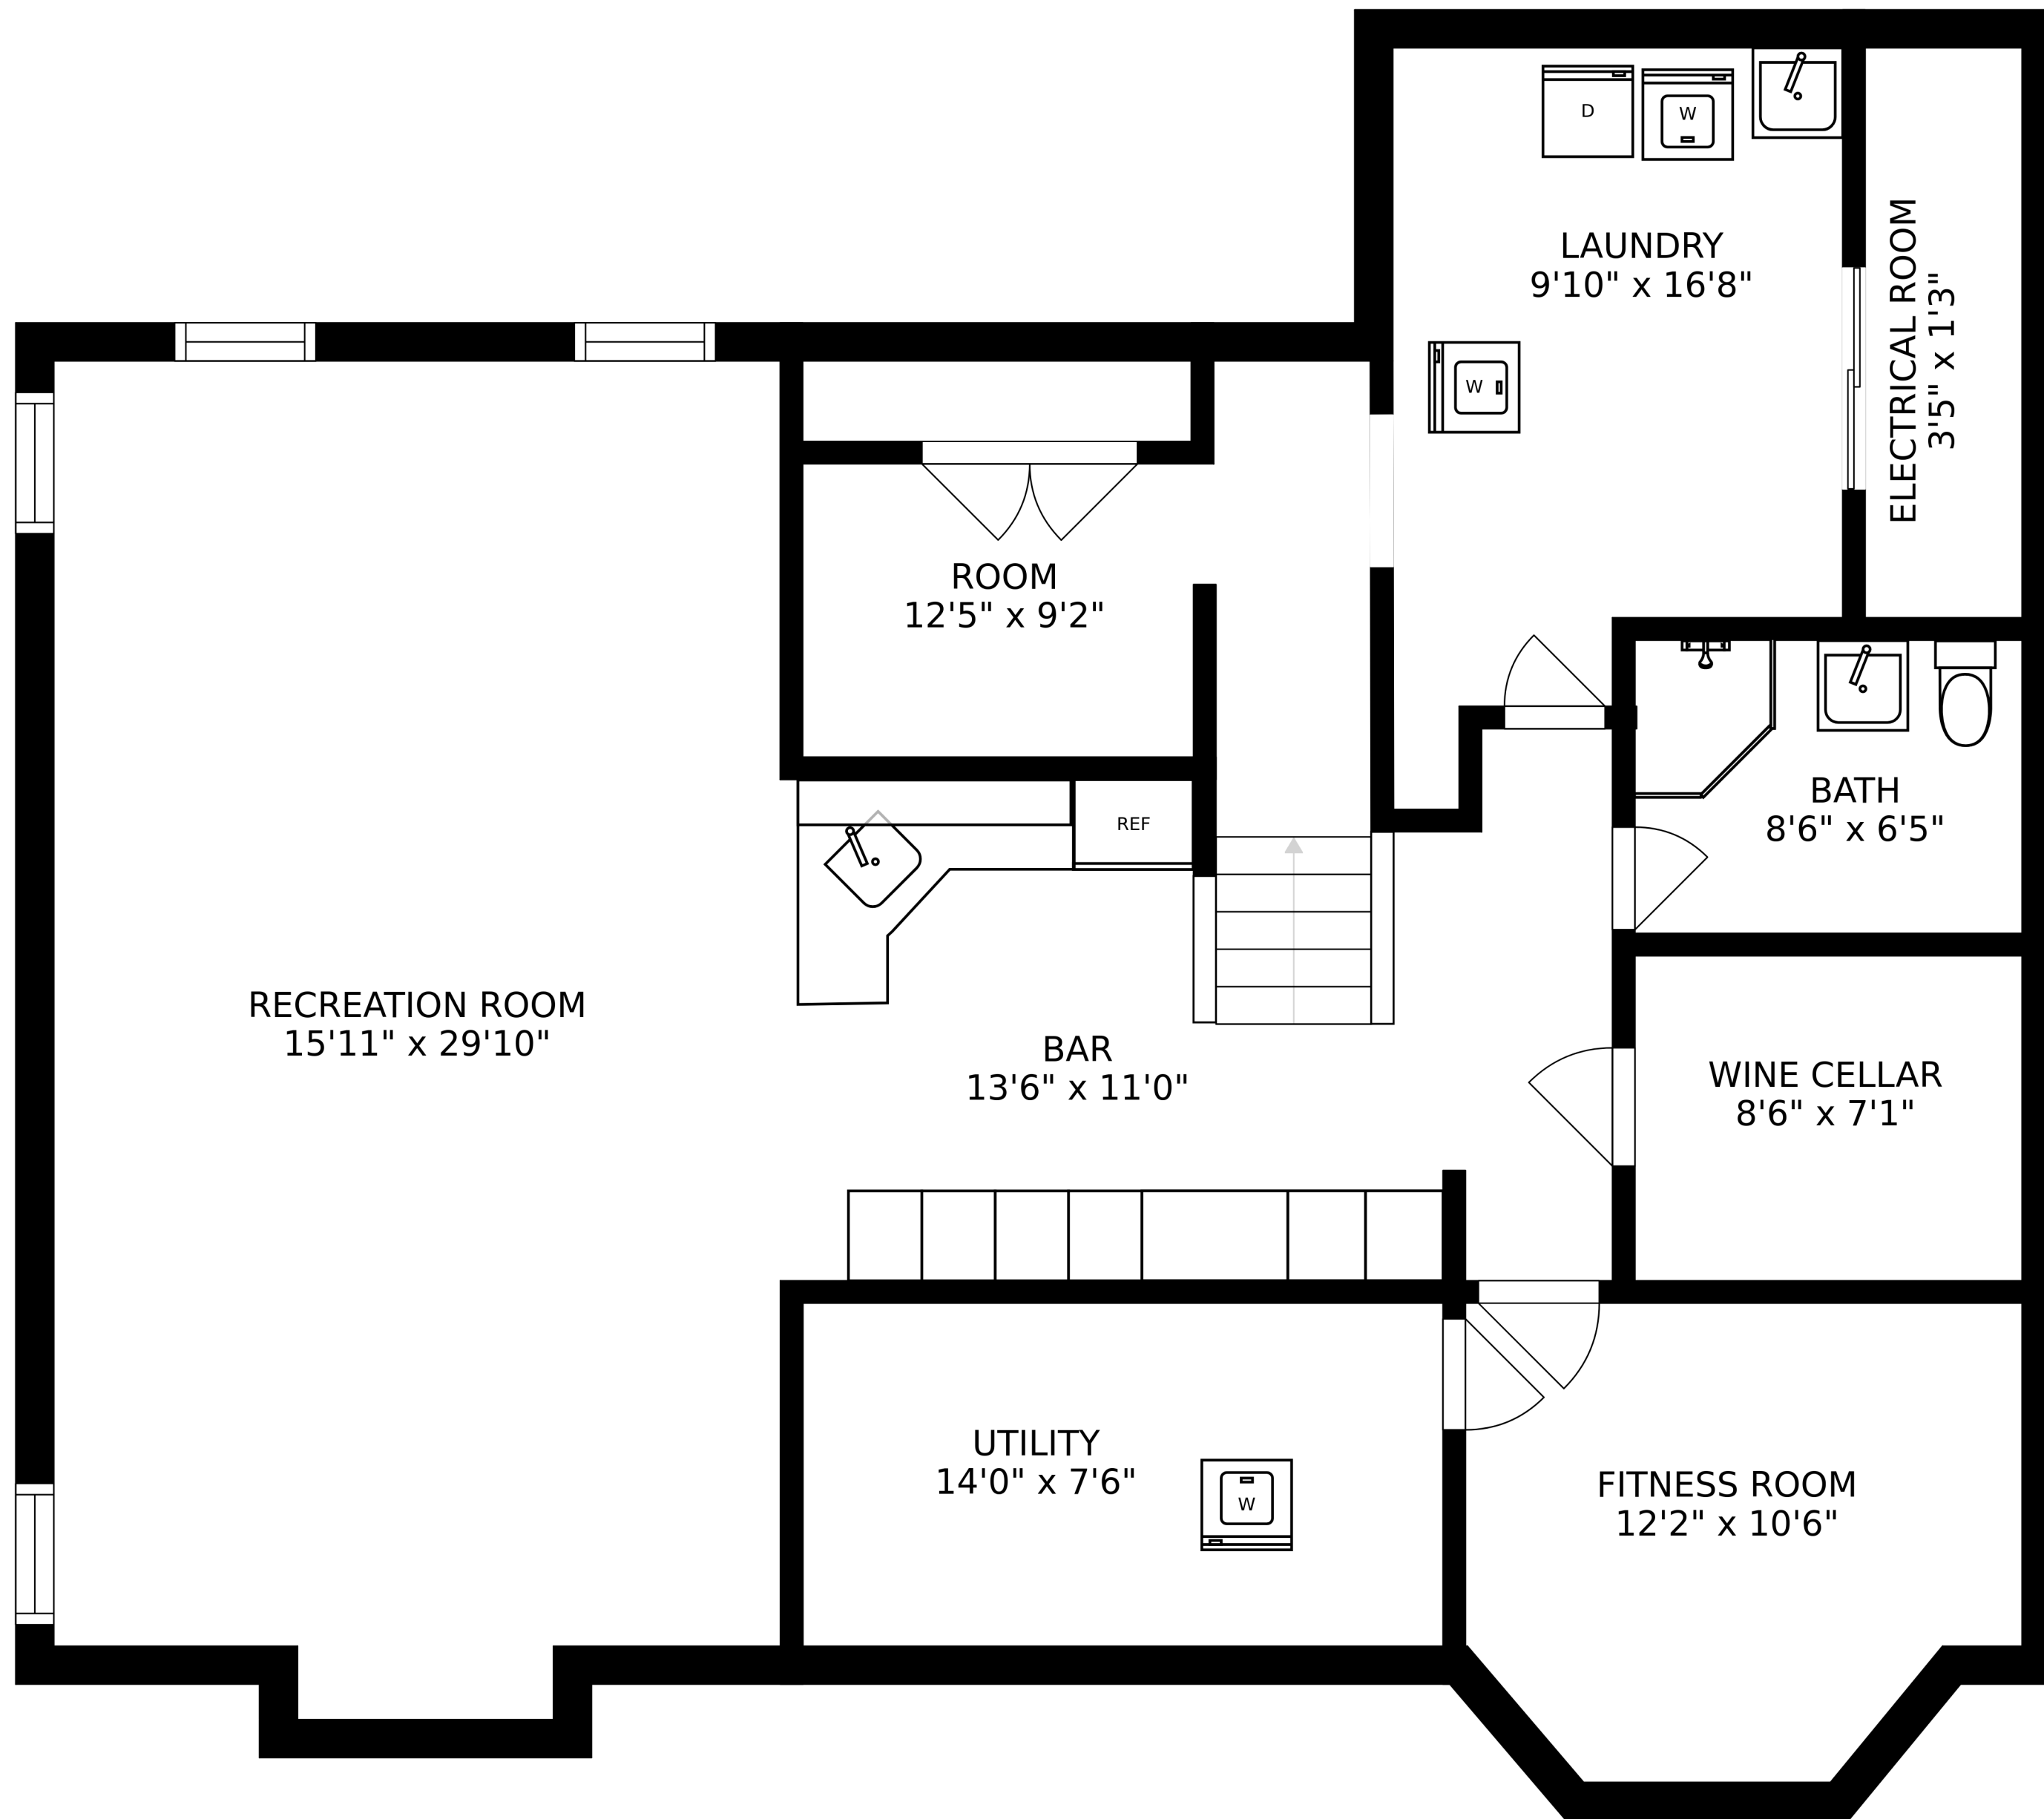 D
W
LAUNDRY
9'10" x 16'8"
ELECTRICAL ROOM
3'5" x 1'3"
W
ROOM
12'5" x 9'2"
REF
BATH
8'6" x 6'5"
RECREATION ROOM
15'11" x 29'10"
BAR
13'6" x 11'0"
WINE CELLAR
8'6" x 7'1"
UTILITY
14'0" x 7'6"
W
FITNESS ROOM
12'2" x 10'6"